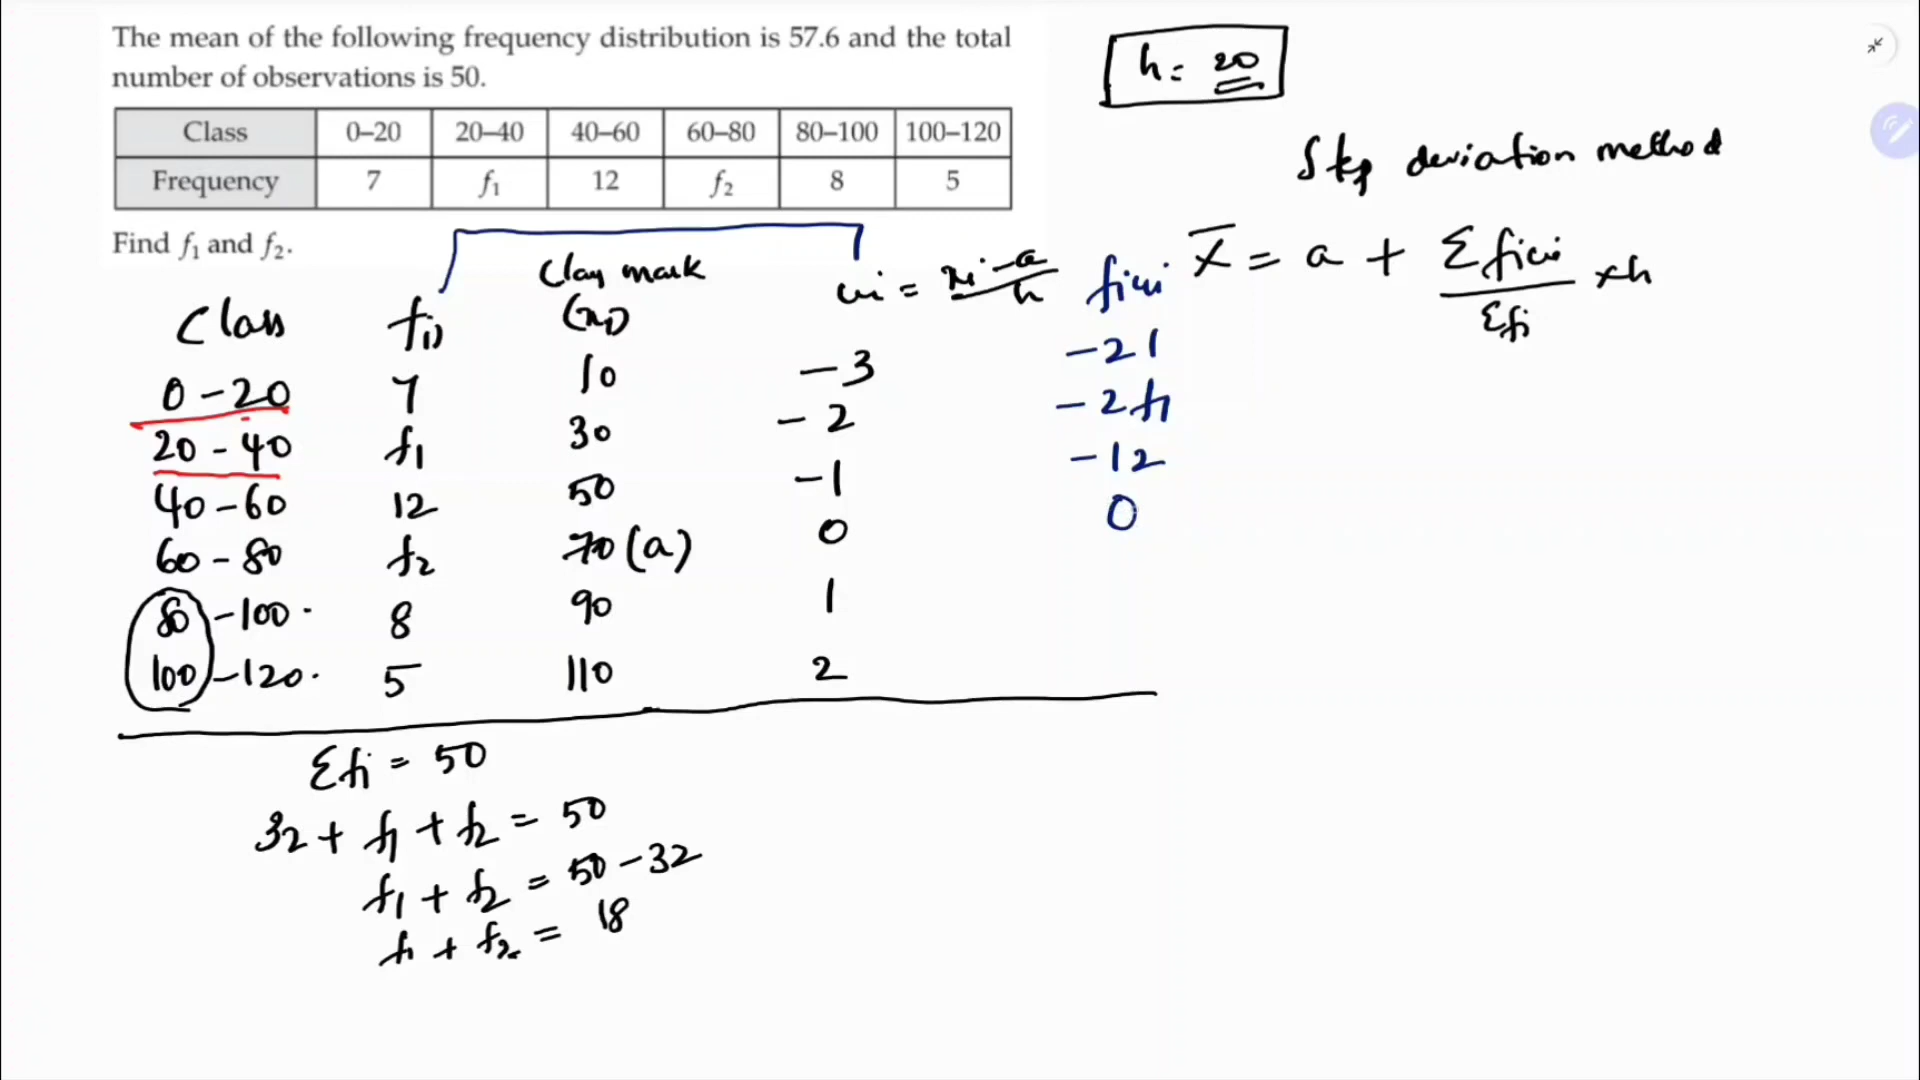 The mean of the following frequency distribution is 57.6 and the total
number of observations is 50.
Class 0–20 20–40 40–60 60–80 80–100 100–120
Frequency 7 f₁ 12 f₂ 8 5
Find f₁ and f₂.
h = 20
Step deviation method
x̄ = a + Σfiui/Σfi × h
Class fi Class mark (xi) ui = xi - a/h fiui
0 - 20 7 10 -3 -21
20 - 40 f1 30 -2 -2f1
40 - 60 12 50 -1 -12
60 - 80 f2 70 (a) 0 0
80 - 100 8 90 1
100 - 120 5 110 2
Σfi = 50
32 + f1 + f2 = 50
f1 + f2 = 50 - 32
f1 + f2 = 18